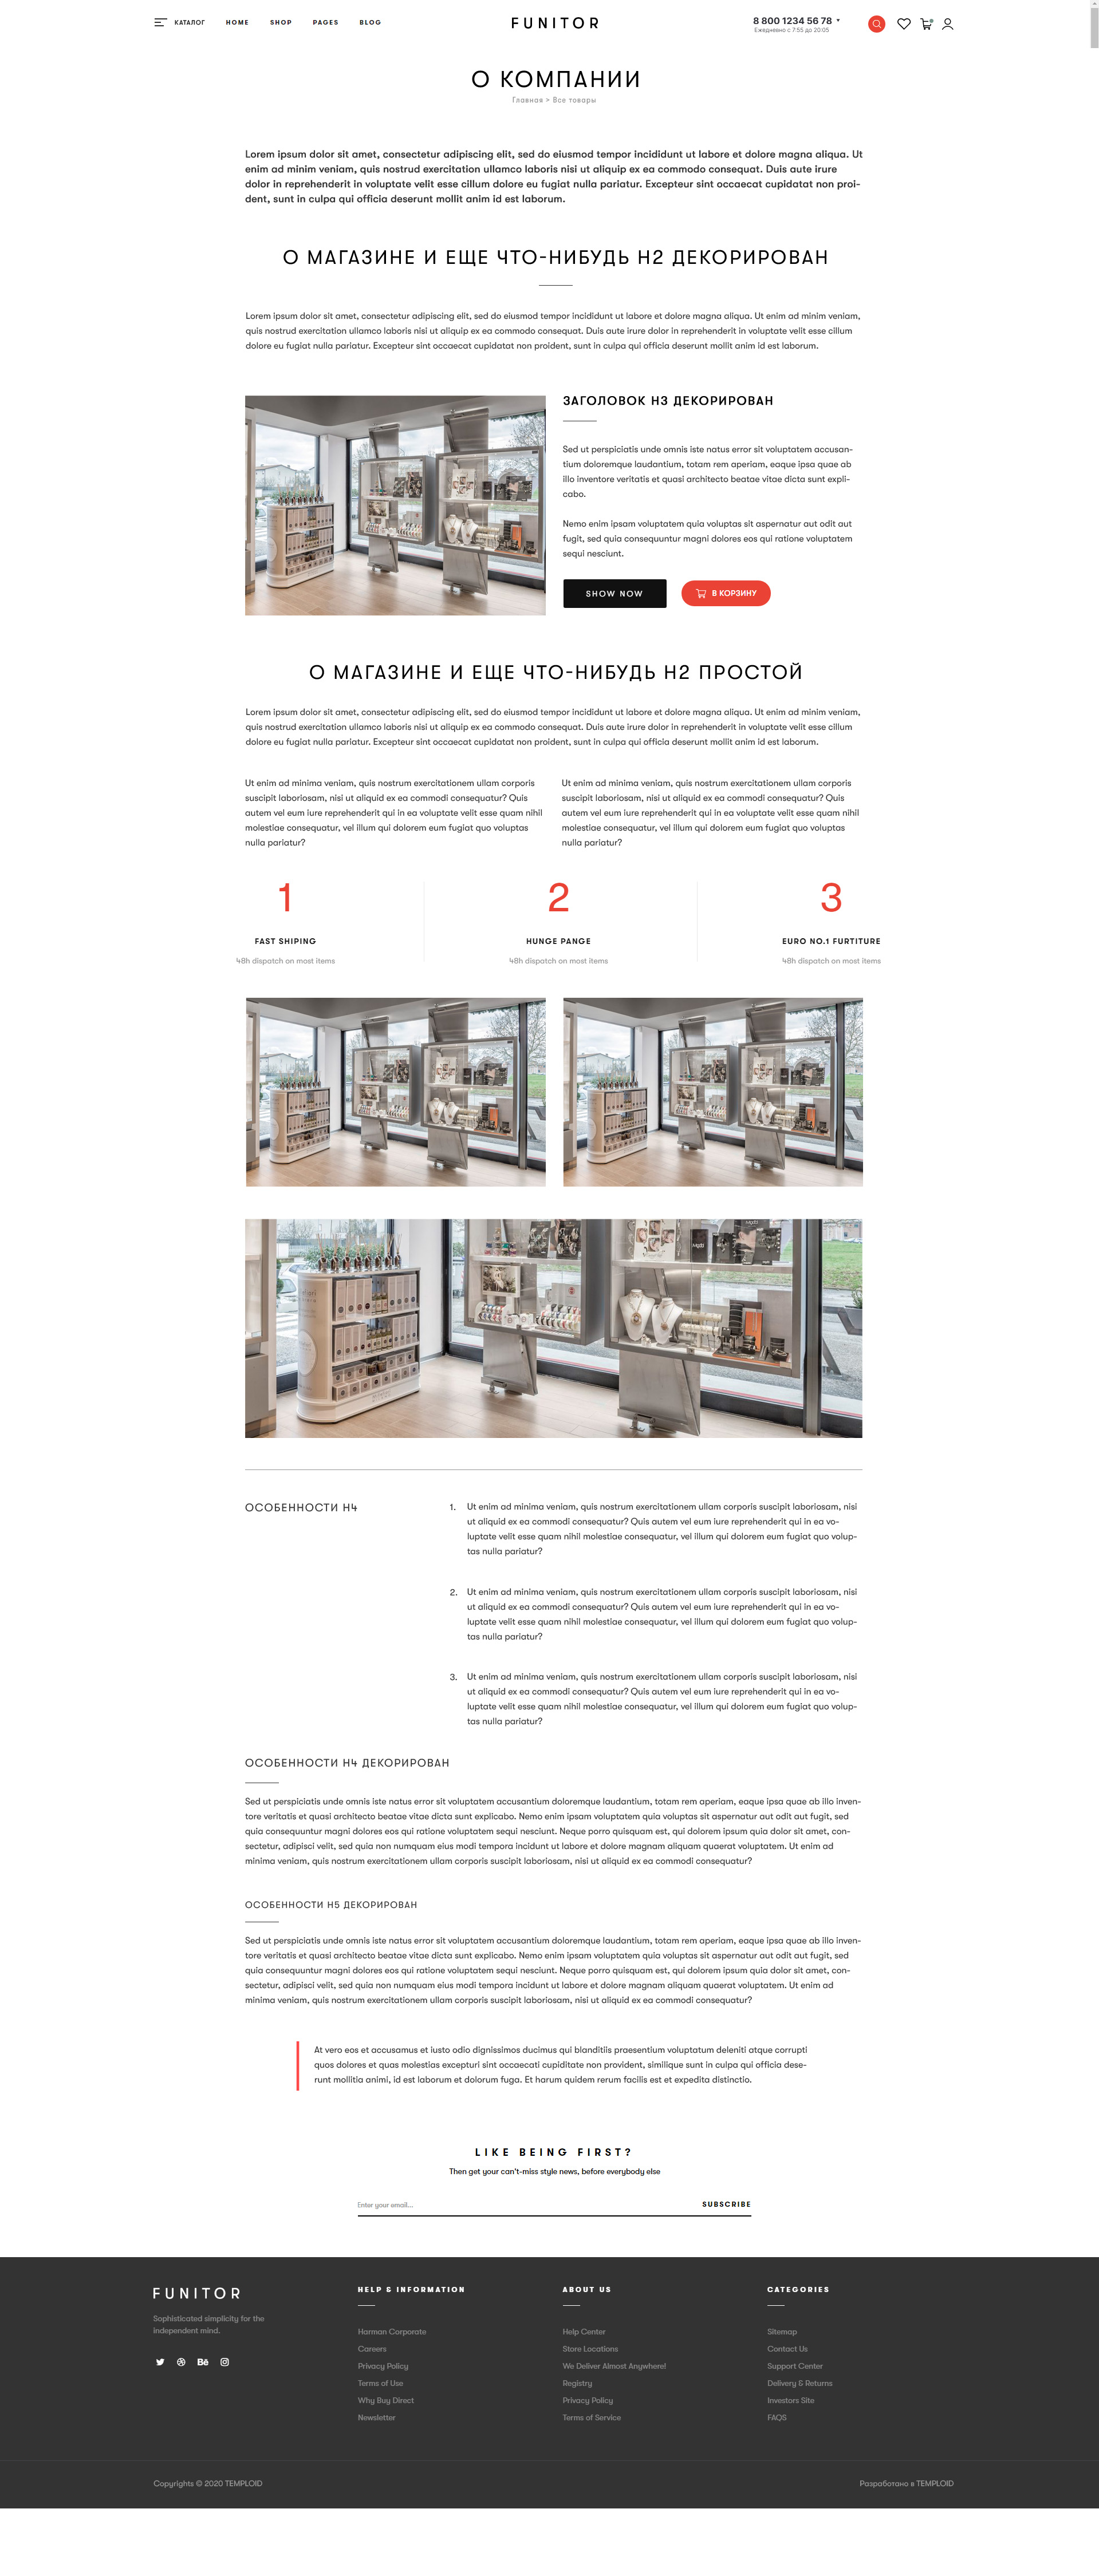 КАТАЛОГ HOME SHOP PAGES BLOG
FUNITOR
8 800 1234 56 78
Ежедневно с 7:55 до 20:05
О КОМПАНИИ
Главная > Все товары
Lorem ipsum dolor sit amet, consectetur adipiscing elit, sed do eiusmod tempor incididunt ut labore et dolore magna aliqua. Ut
enim ad minim veniam, quis nostrud exercitation ullamco laboris nisi ut aliquip ex ea commodo consequat. Duis aute irure
dolor in reprehenderit in voluptate velit esse cillum dolore eu fugiat nulla pariatur. Excepteur sint occaecat cupidatat non proi-
dent, sunt in culpa qui officia deserunt mollit anim id est laborum.
О МАГАЗИНЕ И ЕЩЕ ЧТО-НИБУДЬ H2 ДЕКОРИРОВАН
Lorem ipsum dolor sit amet, consectetur adipiscing elit, sed do eiusmod tempor incididunt ut labore et dolore magna aliqua. Ut enim ad minim veniam,
quis nostrud exercitation ullamco laboris nisi ut aliquip ex ea commodo consequat. Duis aute irure dolor in reprehenderit in voluptate velit esse cillum
dolore eu fugiat nulla pariatur. Excepteur sint occaecat cupidatat non proident, sunt in culpa qui officia deserunt mollit anim id est laborum.
ЗАГОЛОВОК H3 ДЕКОРИРОВАН
Sed ut perspiciatis unde omnis iste natus error sit voluptatem accusan-
tium doloremque laudantium, totam rem aperiam, eaque ipsa quae ab
illo inventore veritatis et quasi architecto beatae vitae dicta sunt expli-
cabo.
Nemo enim ipsam voluptatem quia voluptas sit aspernatur aut odit aut
fugit, sed quia consequuntur magni dolores eos qui ratione voluptatem
sequi nesciunt.
SHOW NOW
В КОРЗИНУ
О МАГАЗИНЕ И ЕЩЕ ЧТО-НИБУДЬ H2 ПРОСТОЙ
Lorem ipsum dolor sit amet, consectetur adipiscing elit, sed do eiusmod tempor incididunt ut labore et dolore magna aliqua. Ut enim ad minim veniam,
quis nostrud exercitation ullamco laboris nisi ut aliquip ex ea commodo consequat. Duis aute irure dolor in reprehenderit in voluptate velit esse cillum
dolore eu fugiat nulla pariatur. Excepteur sint occaecat cupidatat non proident, sunt in culpa qui officia deserunt mollit anim id est laborum.
Ut enim ad minima veniam, quis nostrum exercitationem ullam corporis
suscipit laboriosam, nisi ut aliquid ex ea commodi consequatur? Quis
autem vel eum iure reprehenderit qui in ea voluptate velit esse quam nihil
molestiae consequatur, vel illum qui dolorem eum fugiat quo voluptas
nulla pariatur?
Ut enim ad minima veniam, quis nostrum exercitationem ullam corporis
suscipit laboriosam, nisi ut aliquid ex ea commodi consequatur? Quis
autem vel eum iure reprehenderit qui in ea voluptate velit esse quam nihil
molestiae consequatur, vel illum qui dolorem eum fugiat quo voluptas
nulla pariatur?
1
FAST SHIPING
48h dispatch on most items
2
HUNGE PANGE
48h dispatch on most items
3
EURO NO.1 FURTITURE
48h dispatch on most items
ОСОБЕННОСТИ H4
1. Ut enim ad minima veniam, quis nostrum exercitationem ullam corporis suscipit laboriosam, nisi
ut aliquid ex ea commodi consequatur? Quis autem vel eum iure reprehenderit qui in ea vo-
luptate velit esse quam nihil molestiae consequatur, vel illum qui dolorem eum fugiat quo volup-
tas nulla pariatur?
2. Ut enim ad minima veniam, quis nostrum exercitationem ullam corporis suscipit laboriosam, nisi
ut aliquid ex ea commodi consequatur? Quis autem vel eum iure reprehenderit qui in ea vo-
luptate velit esse quam nihil molestiae consequatur, vel illum qui dolorem eum fugiat quo volup-
tas nulla pariatur?
3. Ut enim ad minima veniam, quis nostrum exercitationem ullam corporis suscipit laboriosam, nisi
ut aliquid ex ea commodi consequatur? Quis autem vel eum iure reprehenderit qui in ea vo-
luptate velit esse quam nihil molestiae consequatur, vel illum qui dolorem eum fugiat quo volup-
tas nulla pariatur?
ОСОБЕННОСТИ H4 ДЕКОРИРОВАН
Sed ut perspiciatis unde omnis iste natus error sit voluptatem accusantium doloremque laudantium, totam rem aperiam, eaque ipsa quae ab illo inven-
tore veritatis et quasi architecto beatae vitae dicta sunt explicabo. Nemo enim ipsam voluptatem quia voluptas sit aspernatur aut odit aut fugit, sed
quia consequuntur magni dolores eos qui ratione voluptatem sequi nesciunt. Neque porro quisquam est, qui dolorem ipsum quia dolor sit amet, con-
sectetur, adipisci velit, sed quia non numquam eius modi tempora incidunt ut labore et dolore magnam aliquam quaerat voluptatem. Ut enim ad
minima veniam, quis nostrum exercitationem ullam corporis suscipit laboriosam, nisi ut aliquid ex ea commodi consequatur?
ОСОБЕННОСТИ H5 ДЕКОРИРОВАН
Sed ut perspiciatis unde omnis iste natus error sit voluptatem accusantium doloremque laudantium, totam rem aperiam, eaque ipsa quae ab illo inven-
tore veritatis et quasi architecto beatae vitae dicta sunt explicabo. Nemo enim ipsam voluptatem quia voluptas sit aspernatur aut odit aut fugit, sed
quia consequuntur magni dolores eos qui ratione voluptatem sequi nesciunt. Neque porro quisquam est, qui dolorem ipsum quia dolor sit amet, con-
sectetur, adipisci velit, sed quia non numquam eius modi tempora incidunt ut labore et dolore magnam aliquam quaerat voluptatem. Ut enim ad
minima veniam, quis nostrum exercitationem ullam corporis suscipit laboriosam, nisi ut aliquid ex ea commodi consequatur?
At vero eos et accusamus et iusto odio dignissimos ducimus qui blanditiis praesentium voluptatum deleniti atque corrupti
quos dolores et quas molestias excepturi sint occaecati cupiditate non provident, similique sunt in culpa qui officia dese-
runt mollitia animi, id est laborum et dolorum fuga. Et harum quidem rerum facilis est et expedita distinctio.
LIKE BEING FIRST?
Then get your can't-miss style news, before everybody else
Enter your email... SUBSCRIBE
FUNITOR
Sophisticated simplicity for the
independent mind.
Bē
HELP & INFORMATION
Harman Corporate
Careers
Privacy Policy
Terms of Use
Why Buy Direct
Newsletter
ABOUT US
Help Center
Store Locations
We Deliver Almost Anywhere!
Registry
Privacy Policy
Terms of Service
CATEGORIES
Sitemap
Contact Us
Support Center
Delivery & Returns
Investors Site
FAQS
Copyrights © 2020 TEMPLOID
Разработано в TEMPLOID